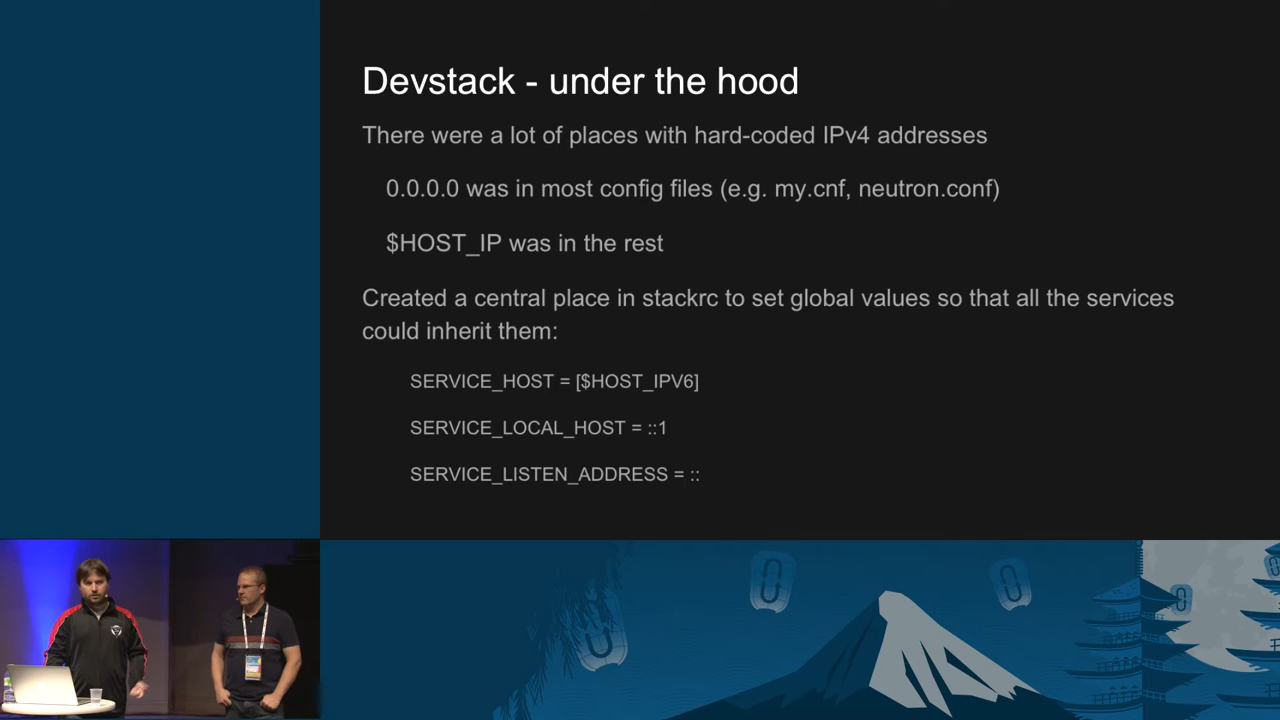 Devstack - under the hood
There were a lot of places with hard-coded IPv4 addresses
0.0.0.0 was in most config files (e.g. my.cnf, neutron.conf)
$HOST_IP was in the rest
Created a central place in stackrc to set global values so that all the services
could inherit them:
SERVICE_HOST = [$HOST_IPV6]
SERVICE_LOCAL_HOST = ::1
SERVICE_LISTEN_ADDRESS = ::